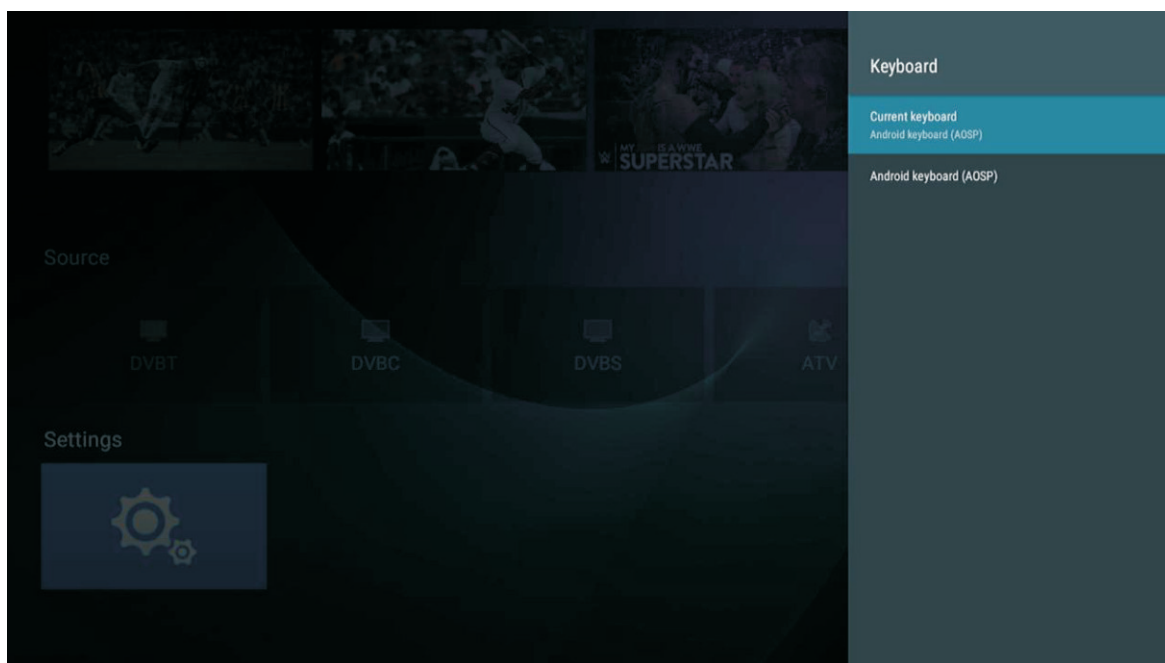 MY IS A WWE
SUPERSTAR
Source
DVBT
DVBC
DVBS
ATV
Settings
Keyboard
Current keyboard
Android keyboard (AOSP)
Android keyboard (AOSP)